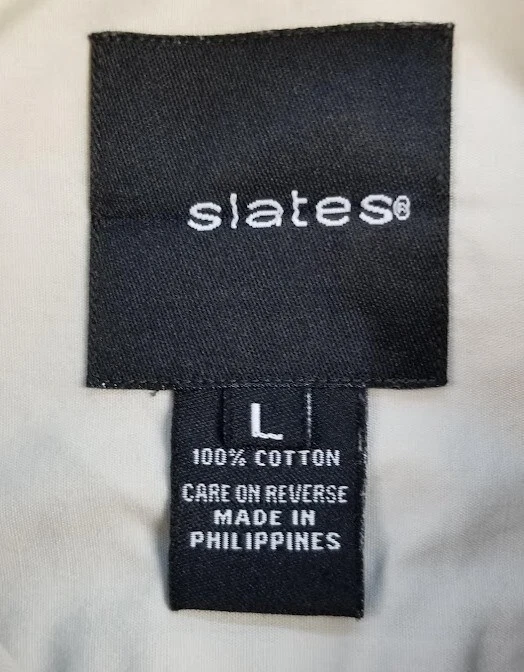 slates®
L
100% COTTON
CARE ON REVERSE
MADE IN
PHILIPPINES